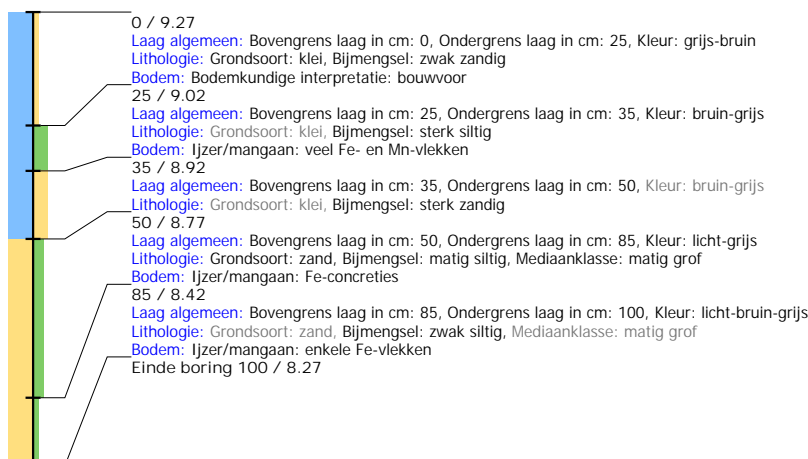 0 / 9.27
Laag algemeen: Bovengrens laag in cm: 0, Ondergrens laag in cm: 25, Kleur: grijs-bruin
Lithologie: Grondsoort: klei, Bijmengsel: zwak zandig
Bodem: Bodemkundige interpretatie: bouwvoor
25 / 9.02
Laag algemeen: Bovengrens laag in cm: 25, Ondergrens laag in cm: 35, Kleur: bruin-grijs
Lithologie: Grondsoort: klei, Bijmengsel: sterk siltig
Bodem: Ijzer/mangaan: veel Fe- en Mn-vlekken
35 / 8.92
Laag algemeen: Bovengrens laag in cm: 35, Ondergrens laag in cm: 50, Kleur: bruin-grijs
Lithologie: Grondsoort: klei, Bijmengsel: sterk zandig
50 / 8.77
Laag algemeen: Bovengrens laag in cm: 50, Ondergrens laag in cm: 85, Kleur: licht-grijs
Lithologie: Grondsoort: zand, Bijmengsel: matig siltig, Mediaanklasse: matig grof
Bodem: Ijzer/mangaan: Fe-concreties
85 / 8.42
Laag algemeen: Bovengrens laag in cm: 85, Ondergrens laag in cm: 100, Kleur: licht-bruin-grijs
Lithologie: Grondsoort: zand, Bijmengsel: zwak siltig, Mediaanklasse: matig grof
Bodem: Ijzer/mangaan: enkele Fe-vlekken
Einde boring 100 / 8.27